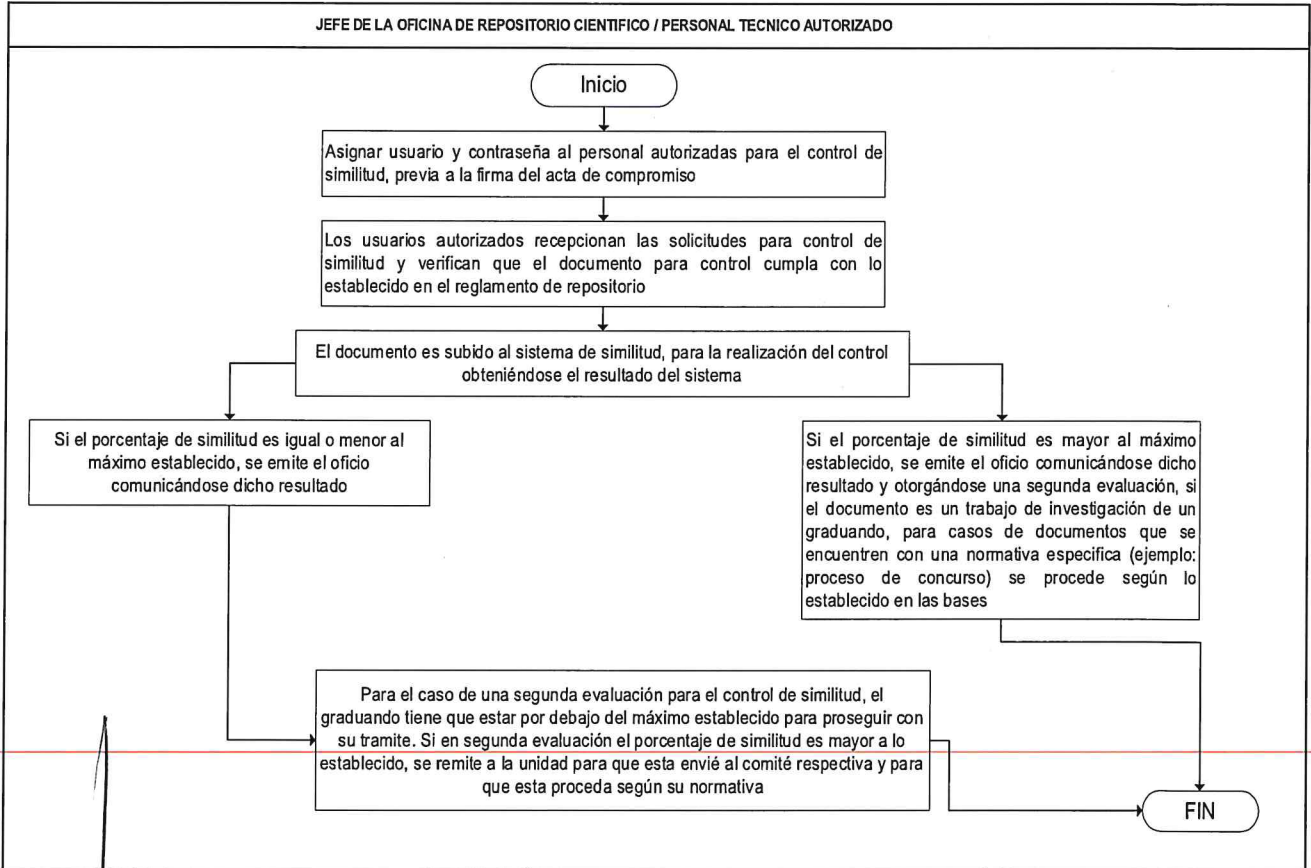 JEFE DE LA OFICINA DE REPOSITORIO CIENTIFICO / PERSONAL TECNICO AUTORIZADO
Inicio
Asignar usuario y contraseña al personal autorizadas para el control de
similitud, previa a la firma del acta de compromiso
Los usuarios autorizados recepcionan las solicitudes para control de
similitud y verifican que el documento para control cumpla con lo
establecido en el reglamento de repositorio
El documento es subido al sistema de similitud, para la realización del control
obteniéndose el resultado del sistema
Si el porcentaje de similitud es igual o menor al
máximo establecido, se emite el oficio
comunicándose dicho resultado
Si el porcentaje de similitud es mayor al máximo
establecido, se emite el oficio comunicándose dicho
resultado y otorgándose una segunda evaluación, si
el documento es un trabajo de investigación de un
graduando, para casos de documentos que se
encuentren con una normativa especifica (ejemplo:
proceso de concurso) se procede según lo
establecido en las bases
Para el caso de una segunda evaluación para el control de similitud, el
graduando tiene que estar por debajo del máximo establecido para proseguir con
su tramite. Si en segunda evaluación el porcentaje de similitud es mayor a lo
establecido, se remite a la unidad para que esta envié al comité respectiva y para
que esta proceda según su normativa
FIN